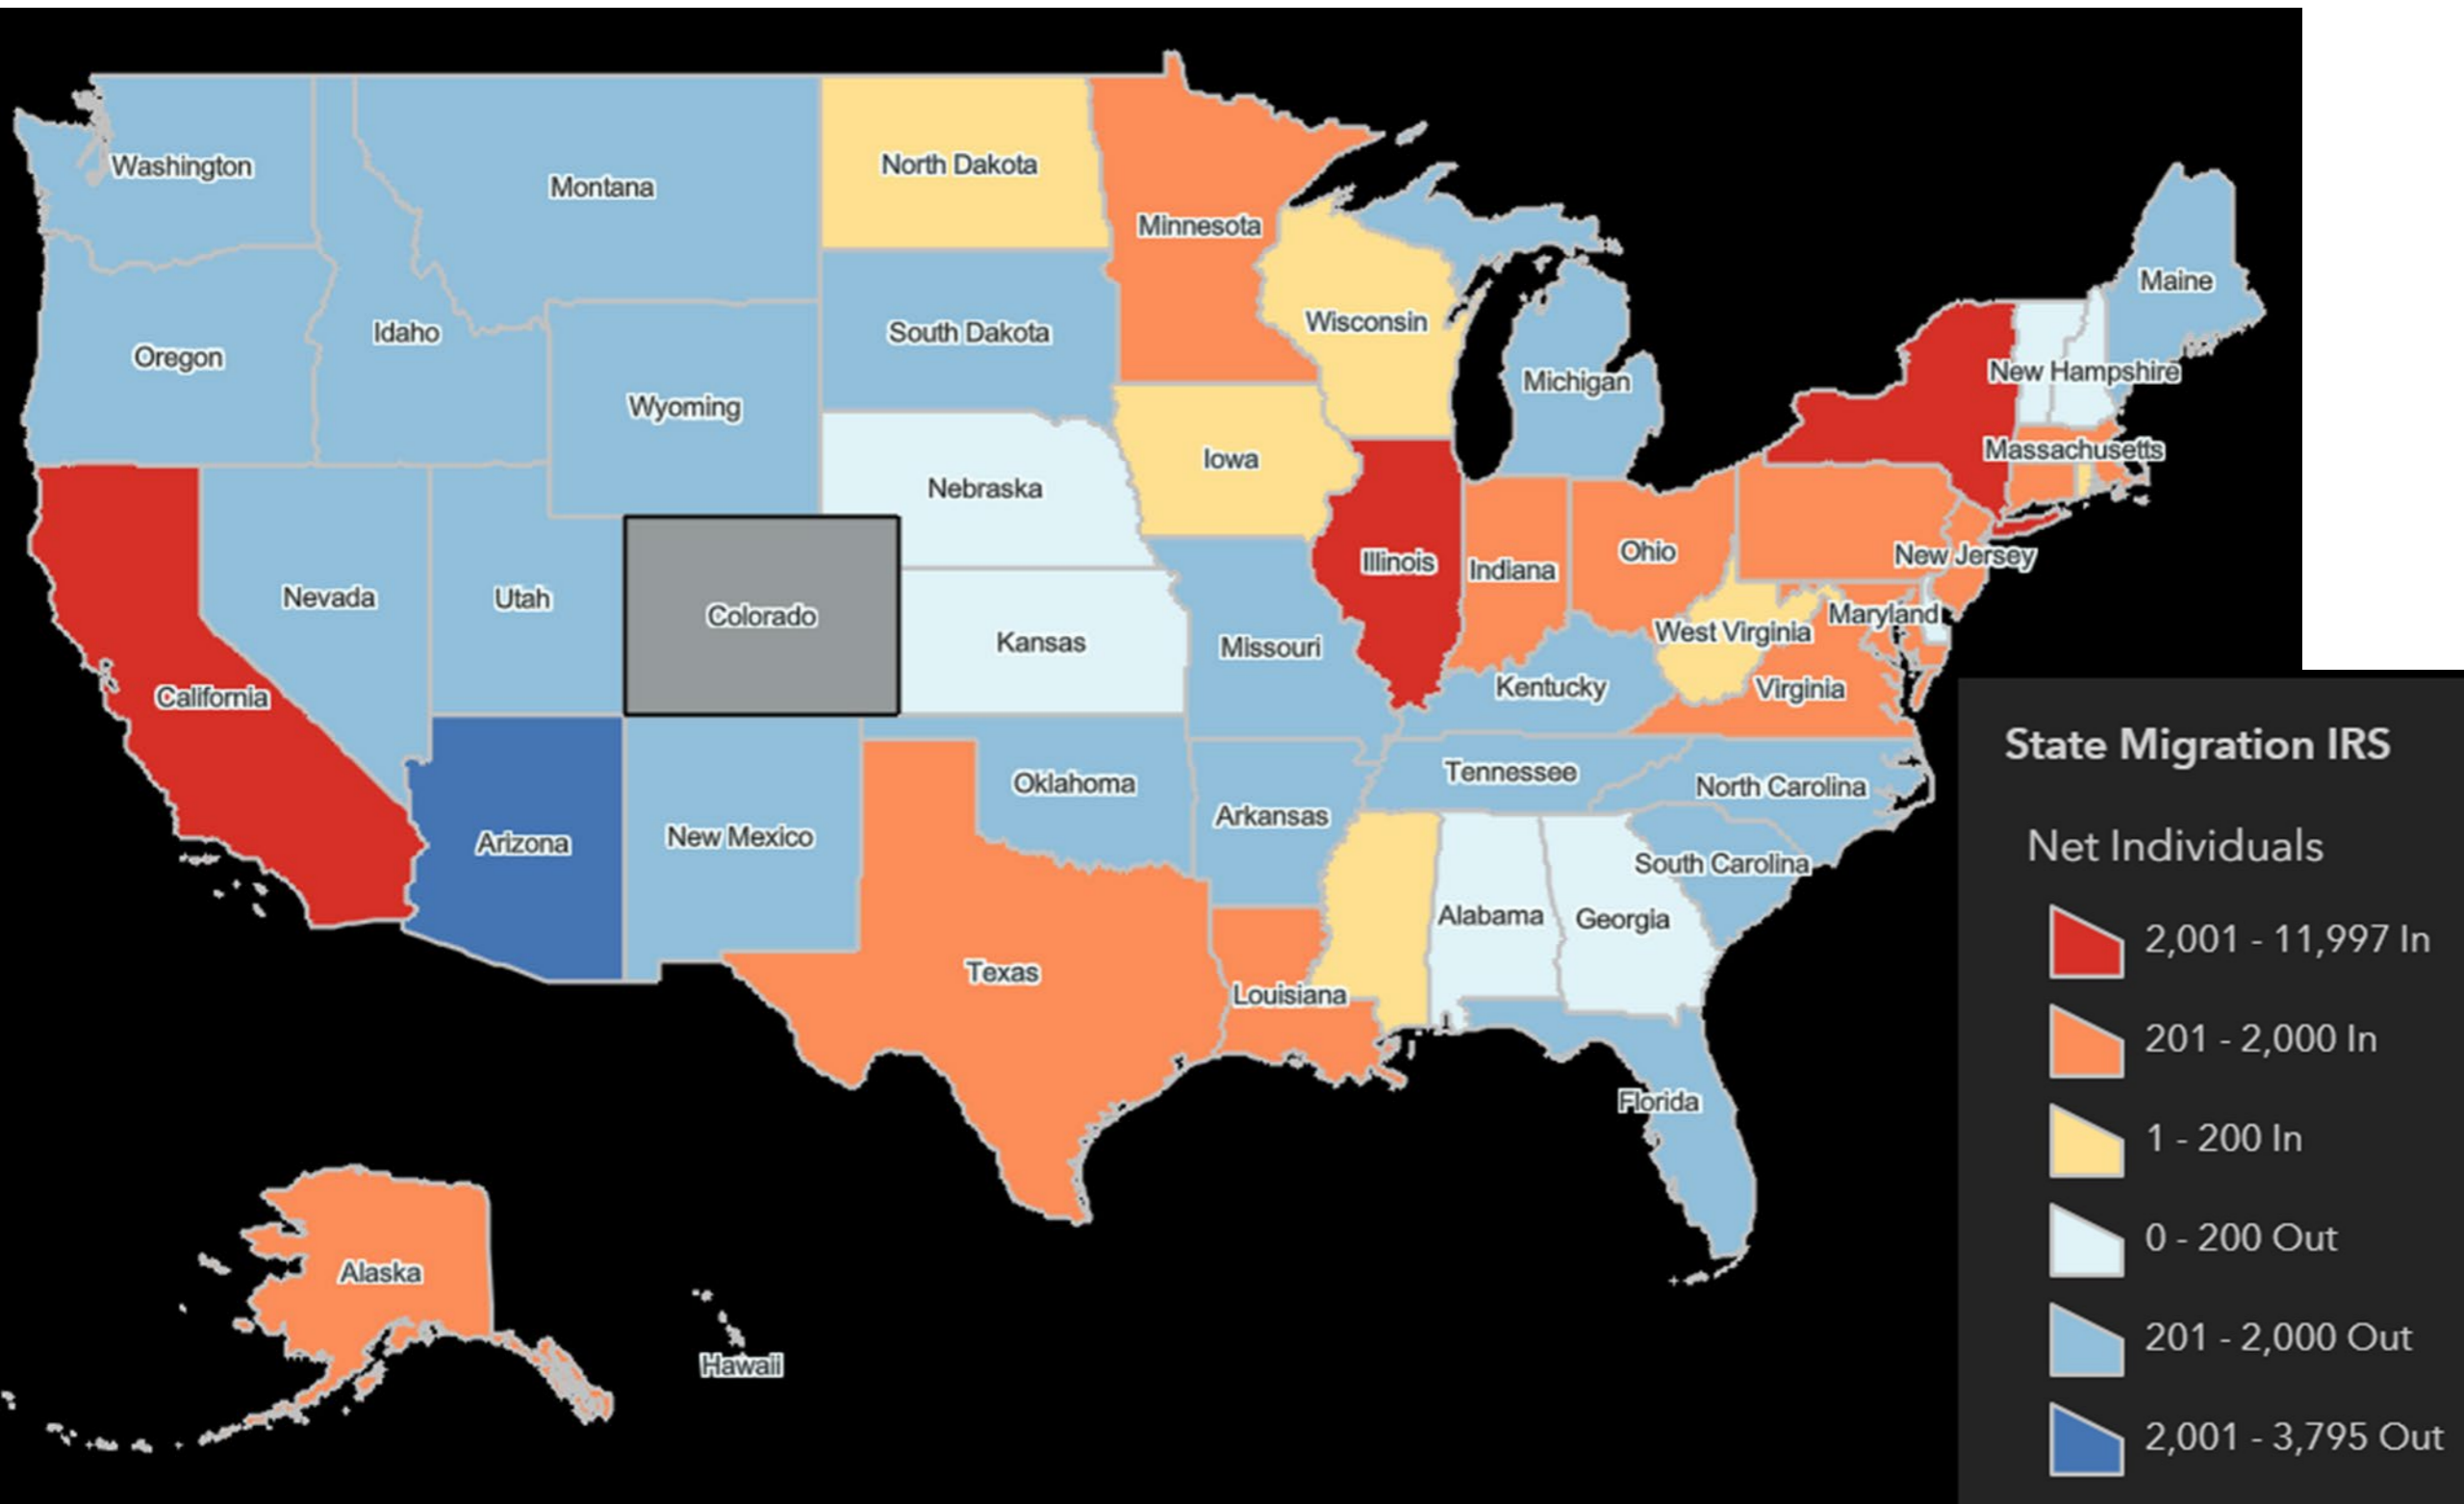 Washington
Montana
North Dakota
Minnesota
Maine
Oregon
Idaho
South Dakota
Wisconsin
Wyoming
Michigan
New Hampshire
Massachusetts
Iowa
Nebraska
Nevada
Utah
Colorado
Illinois
Indiana
Ohio
New Jersey
Maryland
West Virginia
Kansas
Missouri
Kentucky
Virginia
California
Tennessee
North Carolina
Oklahoma
Arkansas
Arizona
New Mexico
South Carolina
Alabama
Georgia
Texas
Louisiana
Florida
Alaska
Hawaii
State Migration IRS
Net Individuals
2,001 - 11,997 In
201 - 2,000 In
1 - 200 In
0 - 200 Out
201 - 2,000 Out
2,001 - 3,795 Out